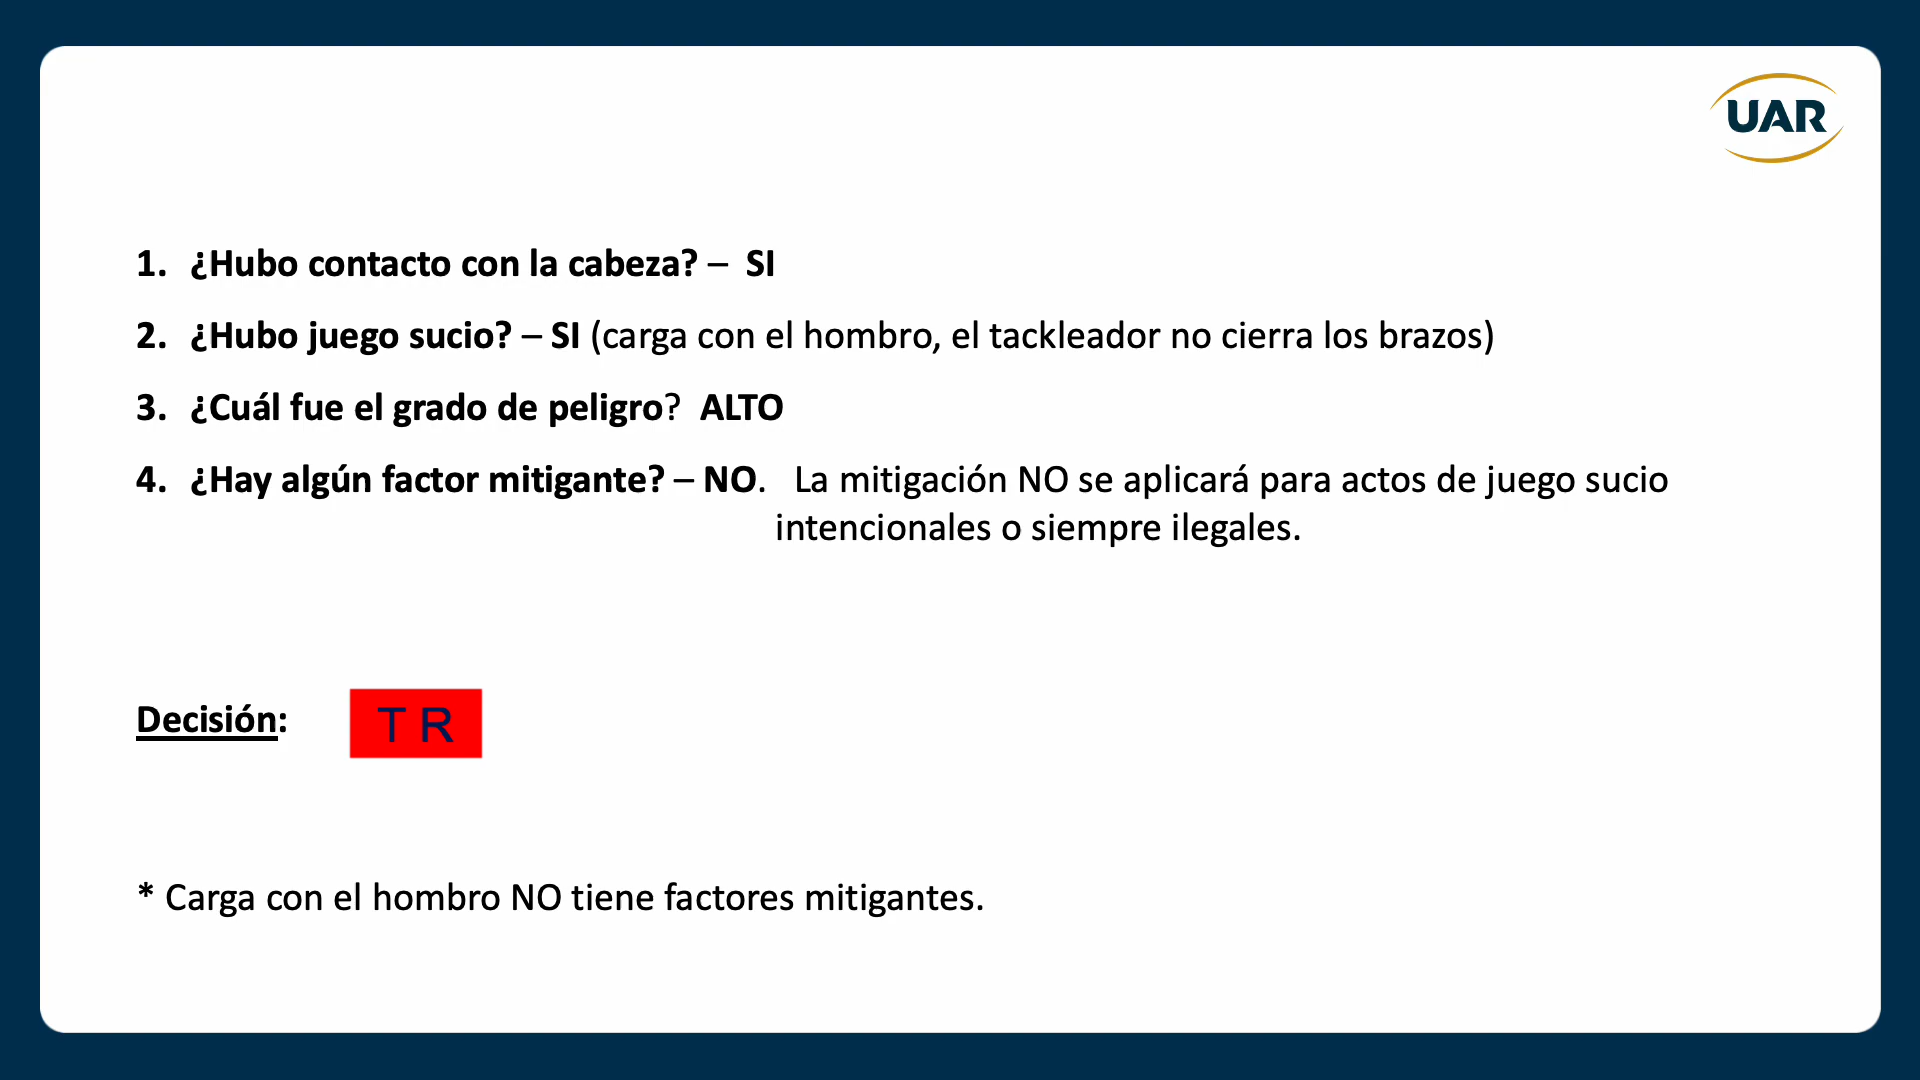 UAR
1. ¿Hubo contacto con la cabeza? – SI
2. ¿Hubo juego sucio? – SI (carga con el hombro, el tackleador no cierra los brazos)
3. ¿Cuál fue el grado de peligro? ALTO
4. ¿Hay algún factor mitigante? – NO. La mitigación NO se aplicará para actos de juego sucio
intencionales o siempre ilegales.
Decisión: T R
* Carga con el hombro NO tiene factores mitigantes.